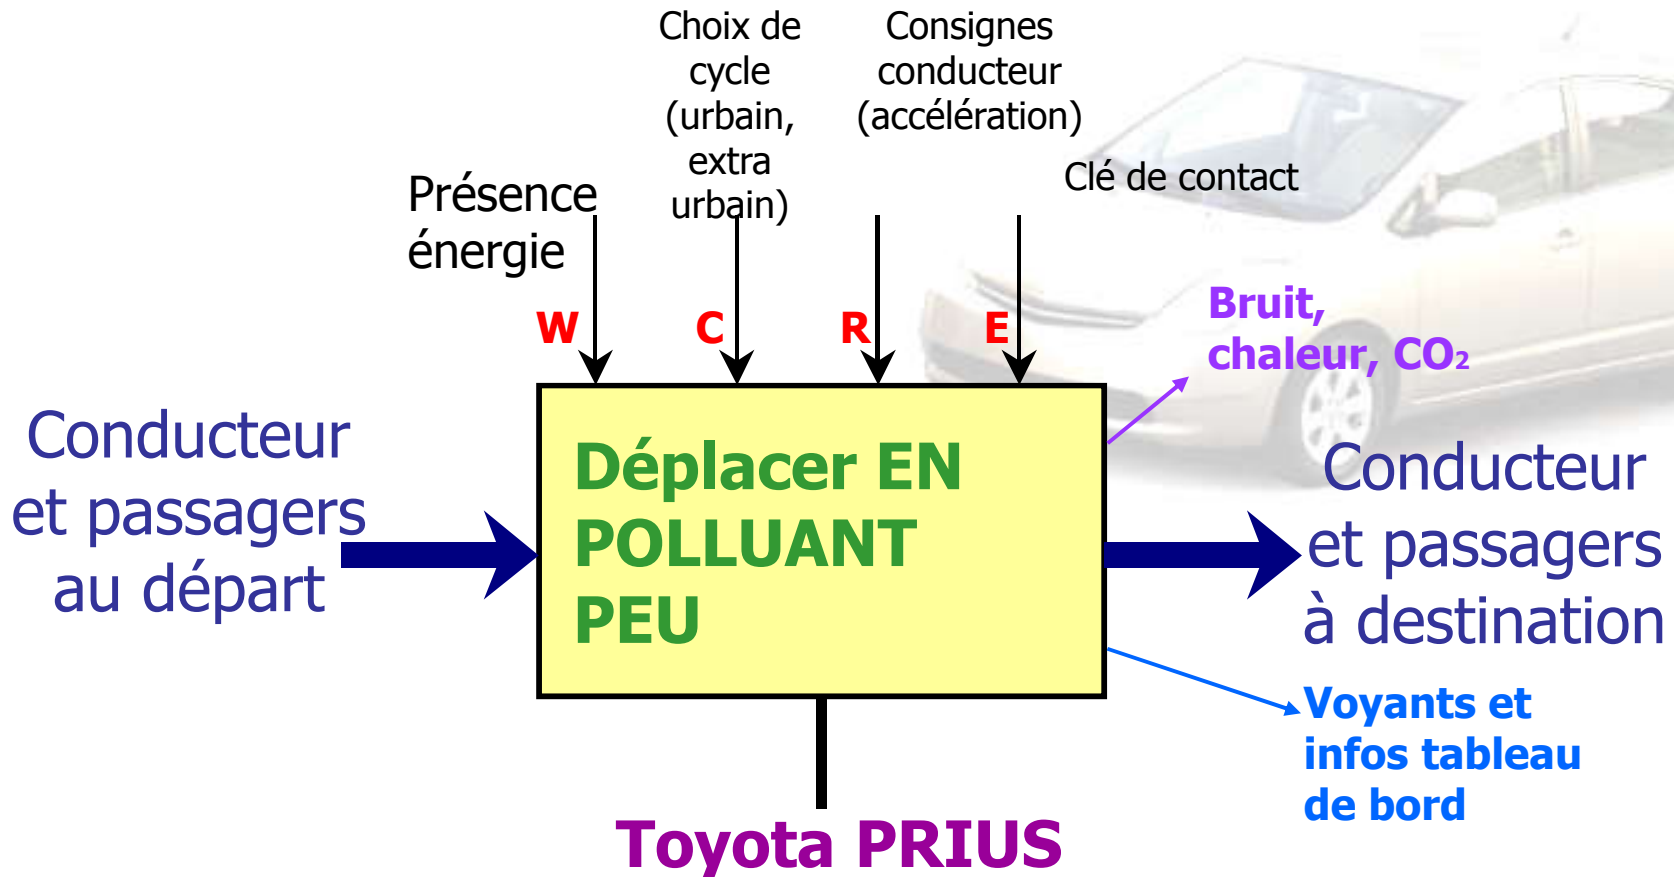 Choix de
cycle
(urbain,
extra
urbain)
Consignes
conducteur
(accélération)
Clé de contact
Présence
énergie
W
C
R
E
Bruit,
chaleur, CO₂
Conducteur
et passagers
au départ
Déplacer EN
POLLUANT
PEU
Conducteur
et passagers
à destination
Voyants et
infos tableau
de bord
Toyota PRIUS